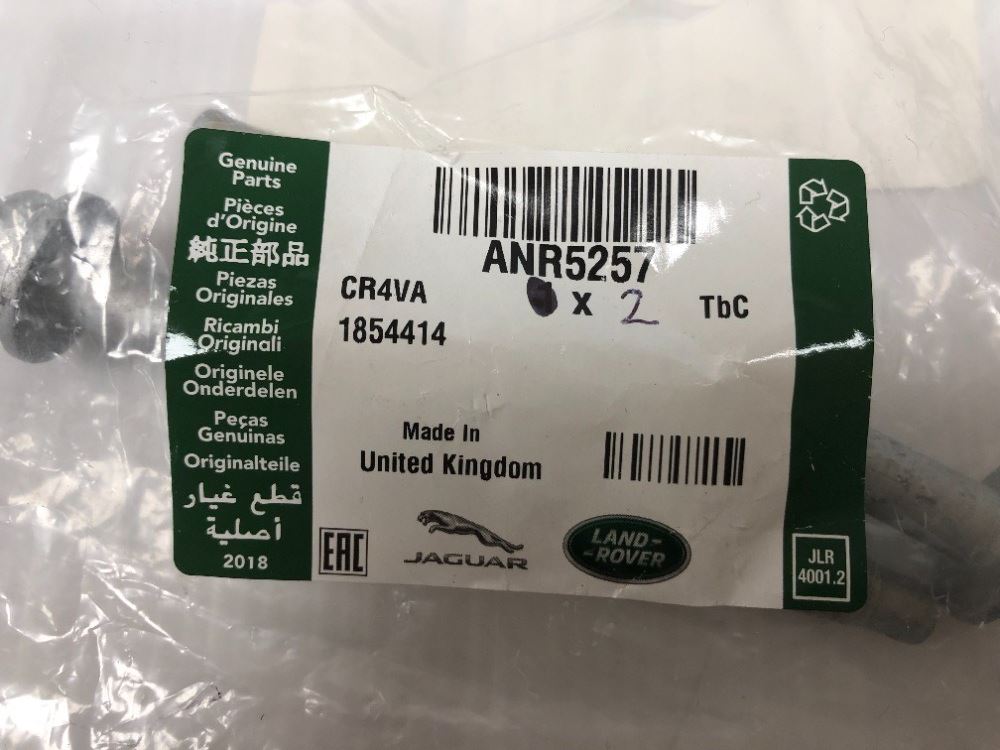 Genuine
Parts
Pièces
d'Origine
純正部品
Piezas
Originales
Ricambi
Originali
Originele
Onderdelen
Peças
Genuinas
Originalteile
قطع غيار
أصلية
2018
ANR5257
x 2
TbC
CR4VA
1854414
Made In
United Kingdom
EAC
JAGUAR
LAND-
-ROVER
JLR
4001.2